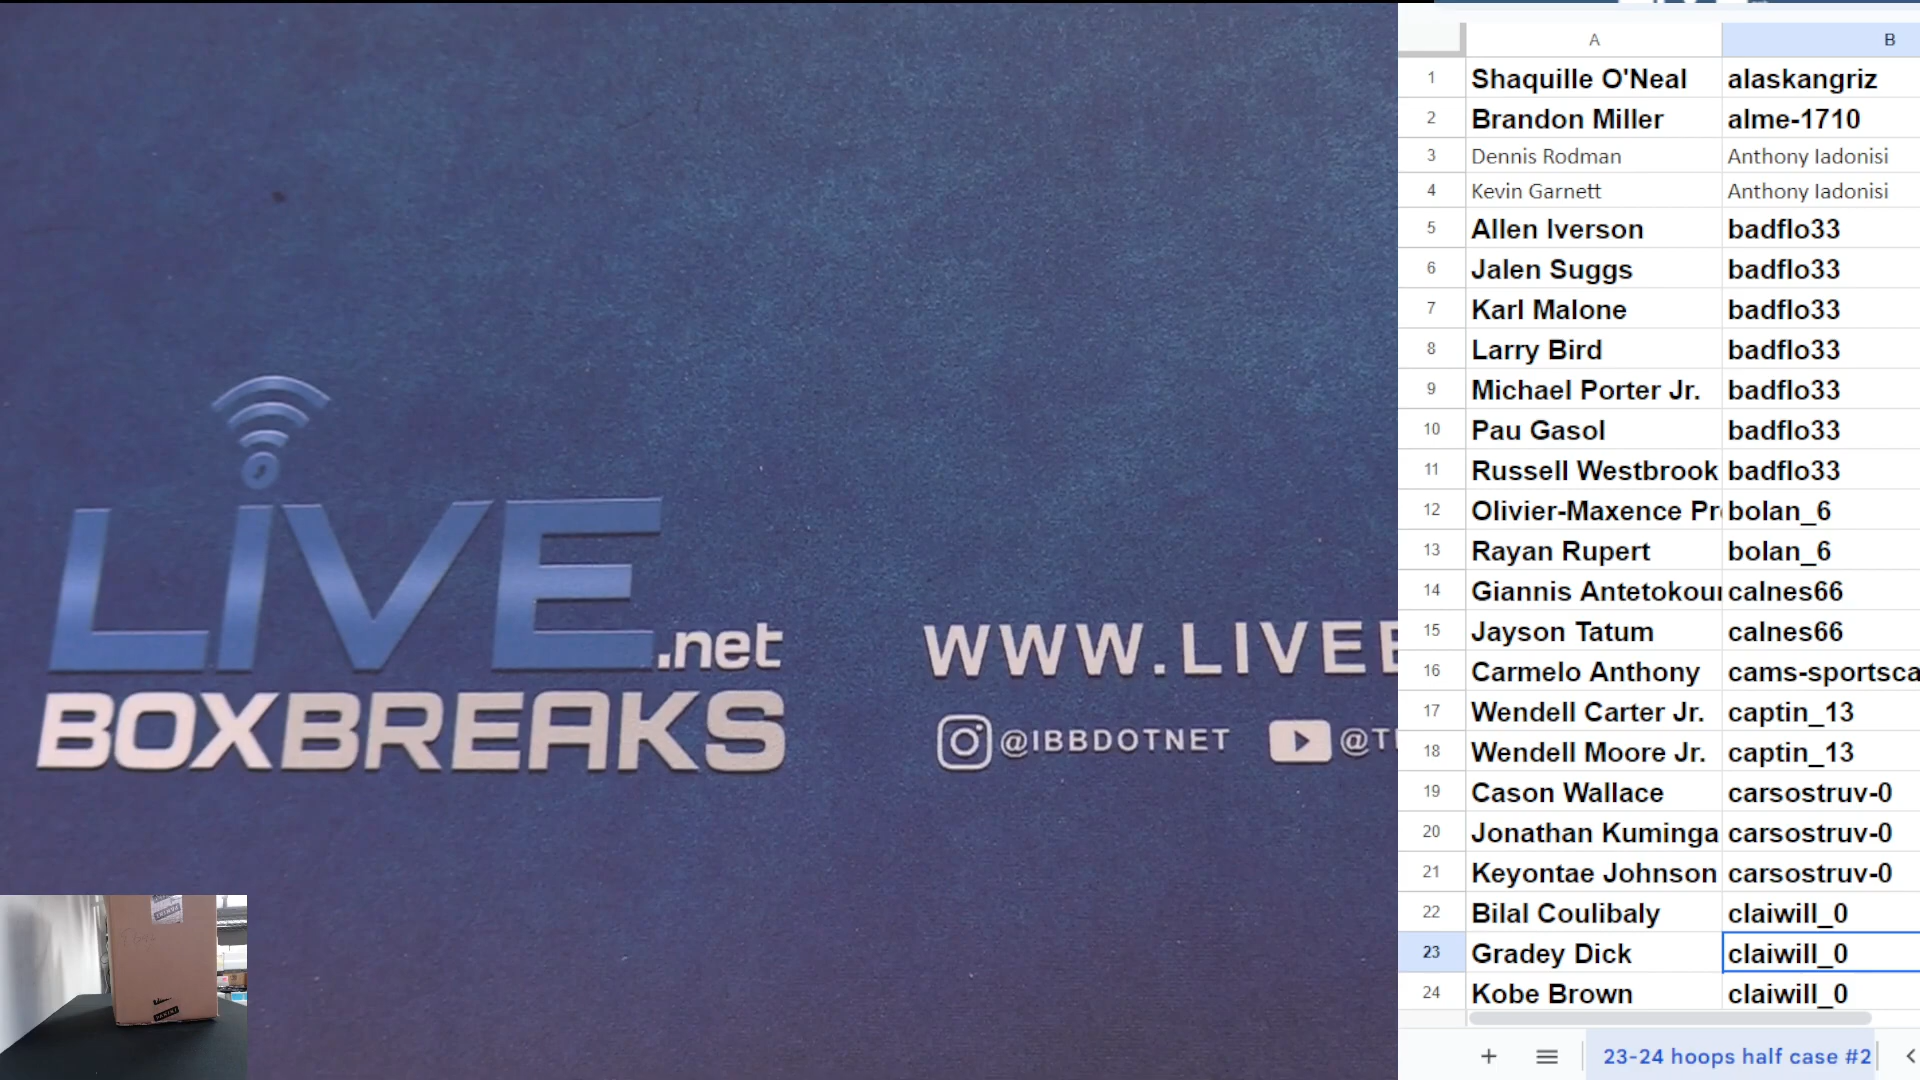 LIVE
.net
BOXBREAKS
WWW.LIVEB
@IBBDOTNET
@T
PANINI
A B
1 Shaquille O'Neal alaskangriz
2 Brandon Miller alme-1710
3 Dennis Rodman Anthony Iadonisi
4 Kevin Garnett Anthony Iadonisi
5 Allen Iverson badflo33
6 Jalen Suggs badflo33
7 Karl Malone badflo33
8 Larry Bird badflo33
9 Michael Porter Jr. badflo33
10 Pau Gasol badflo33
11 Russell Westbrook badflo33
12 Olivier-Maxence Pr bolan_6
13 Rayan Rupert bolan_6
14 Giannis Antetokou calnes66
15 Jayson Tatum calnes66
16 Carmelo Anthony cams-sportsca
17 Wendell Carter Jr. captin_13
18 Wendell Moore Jr. captin_13
19 Cason Wallace carsostruv-0
20 Jonathan Kuminga carsostruv-0
21 Keyontae Johnson carsostruv-0
22 Bilal Coulibaly claiwill_0
23 Gradey Dick claiwill_0
24 Kobe Brown claiwill_0
23-24 hoops half case #2